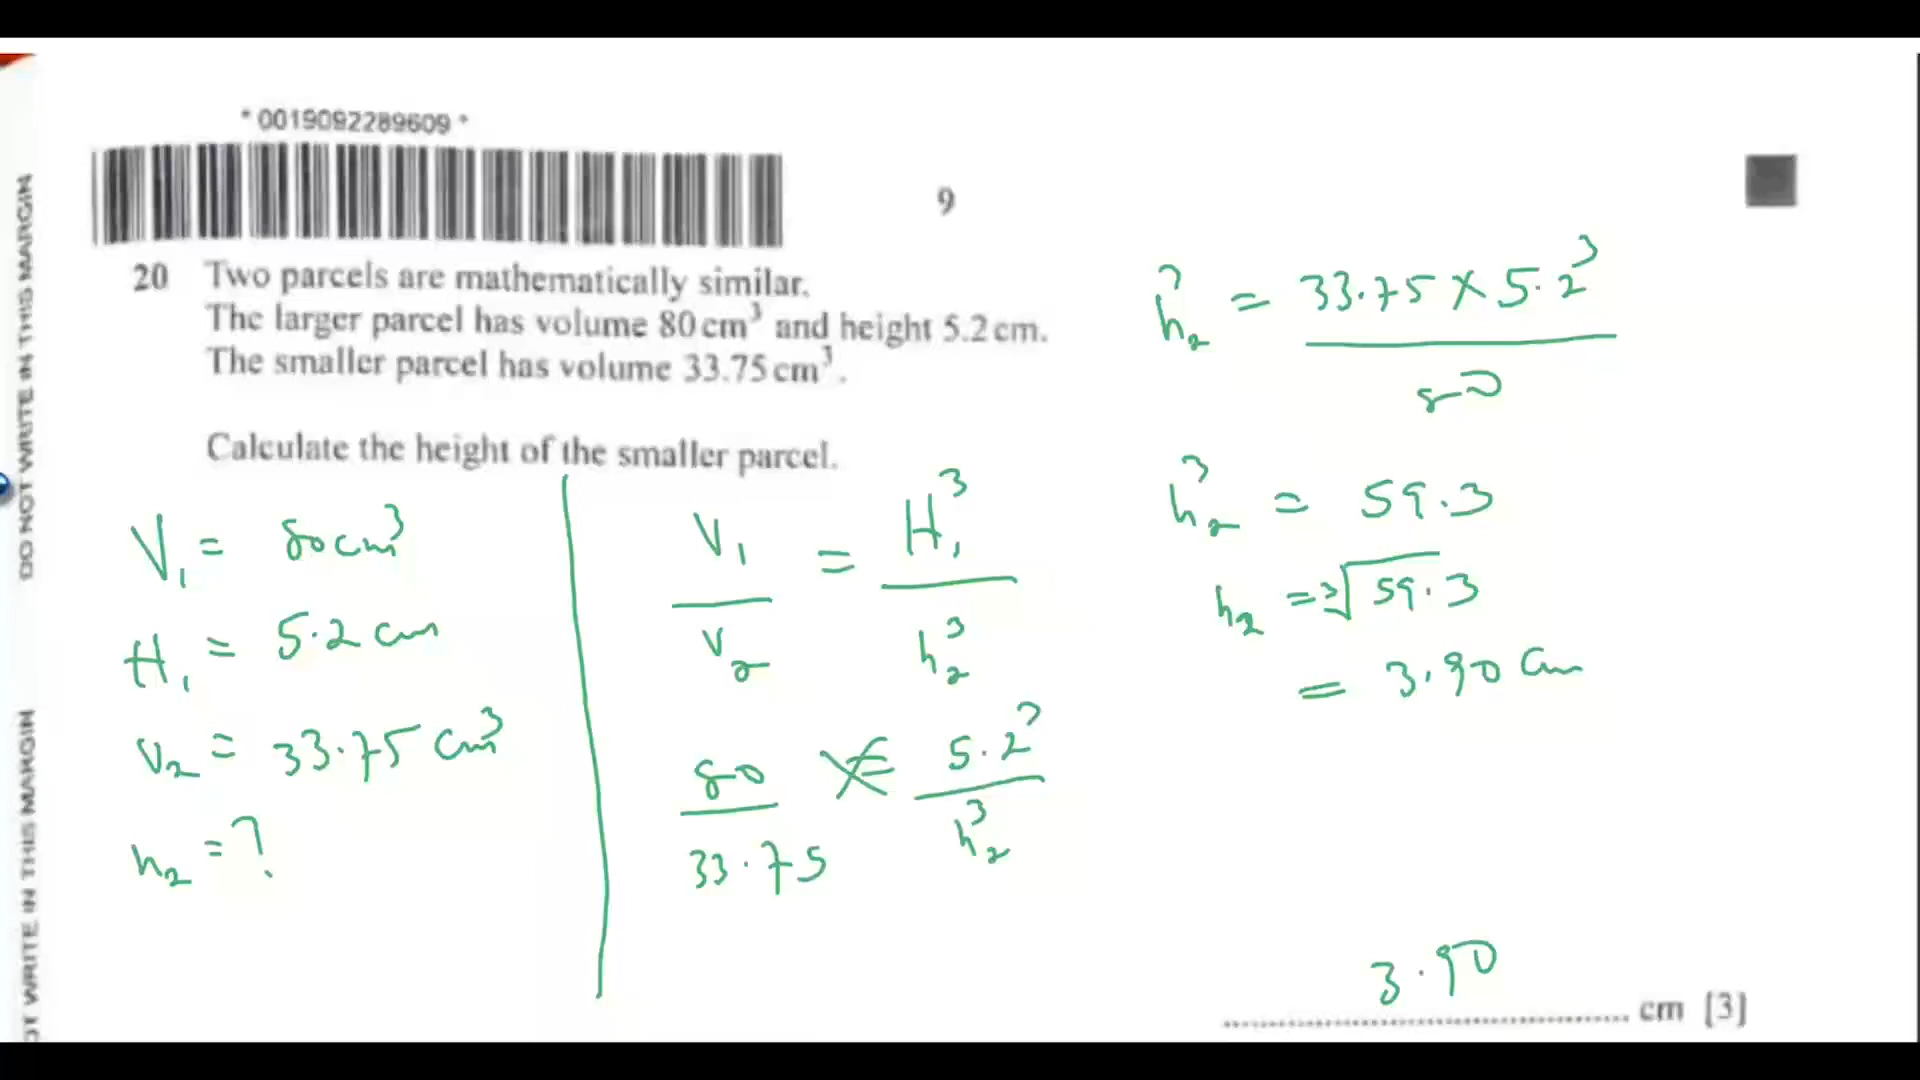 *0019092289609*
9
DO NOT WRITE IN THIS MARGIN
20 Two parcels are mathematically similar.
The larger parcel has volume 80 cm³ and height 5.2 cm.
The smaller parcel has volume 33.75 cm³.
Calculate the height of the smaller parcel.
V₁ = 80 cm³
H₁ = 5.2 cm
V₂ = 33.75 cm³
h₂ = ?
V₁ / V₂ = H₁³ / h₂³
80 / 33.75 = 5.2³ / h₂³
h₂³ = 33.75 × 5.2³ / 80
h₂³ = 59.3
h₂ = ³√59.3
= 3.90 cm
3.90
cm [3]
OT WRITE IN THIS MARGIN